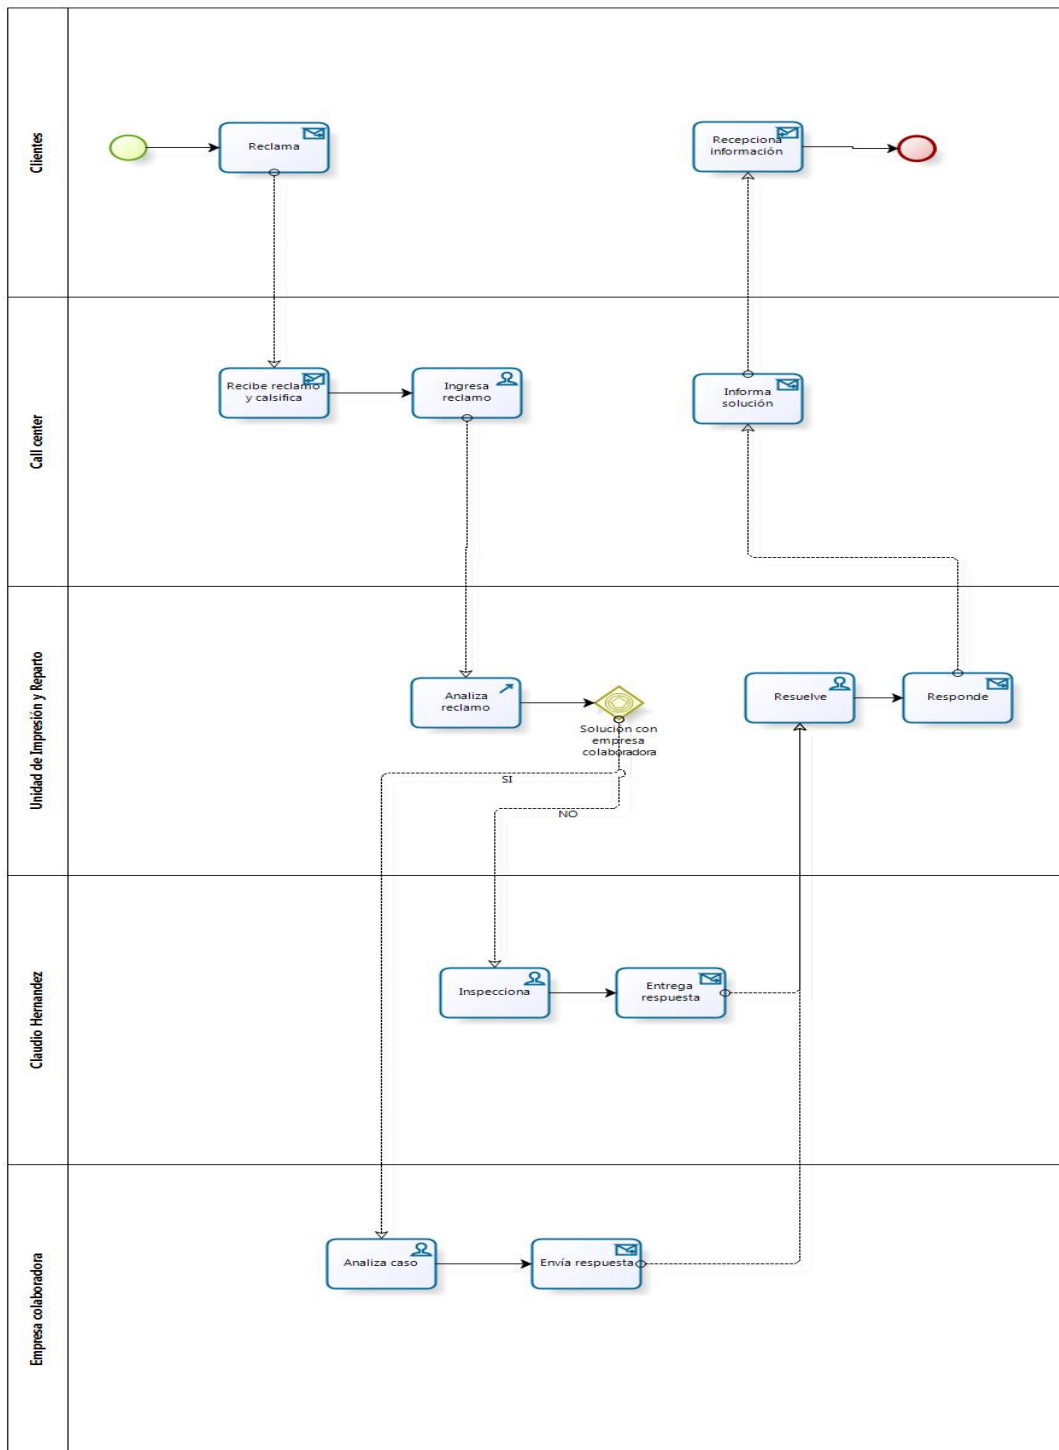 Clientes
Reclama
Recepciona
información
Call center
Recibe reclamo
y calsifica
Ingresa
reclamo
Informa
solución
Unidad de Impresión y Reparto
Analiza
reclamo
Solución con
empresa
colaboradora
Resuelve
Responde
SI
NO
Claudio Hernandez
Inspecciona
Entrega
respuesta
Empresa colaboradora
Analiza caso
Envía respuesta